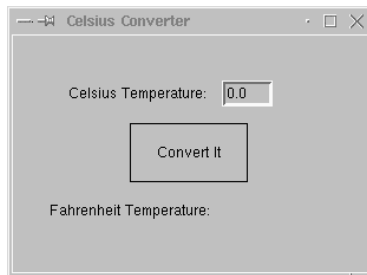 Celsius Converter
Celsius Temperature: 0.0
Convert It
Fahrenheit Temperature: